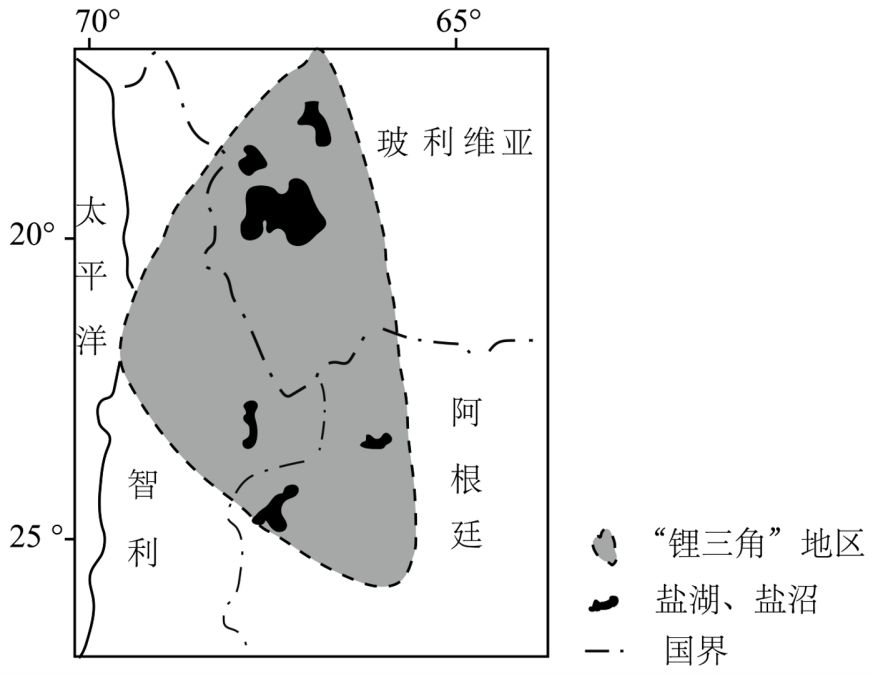 70°
65°
玻利维亚
太平洋
20°
阿根廷
智利
25°
“锂三角”地区
盐湖、盐沼
国界